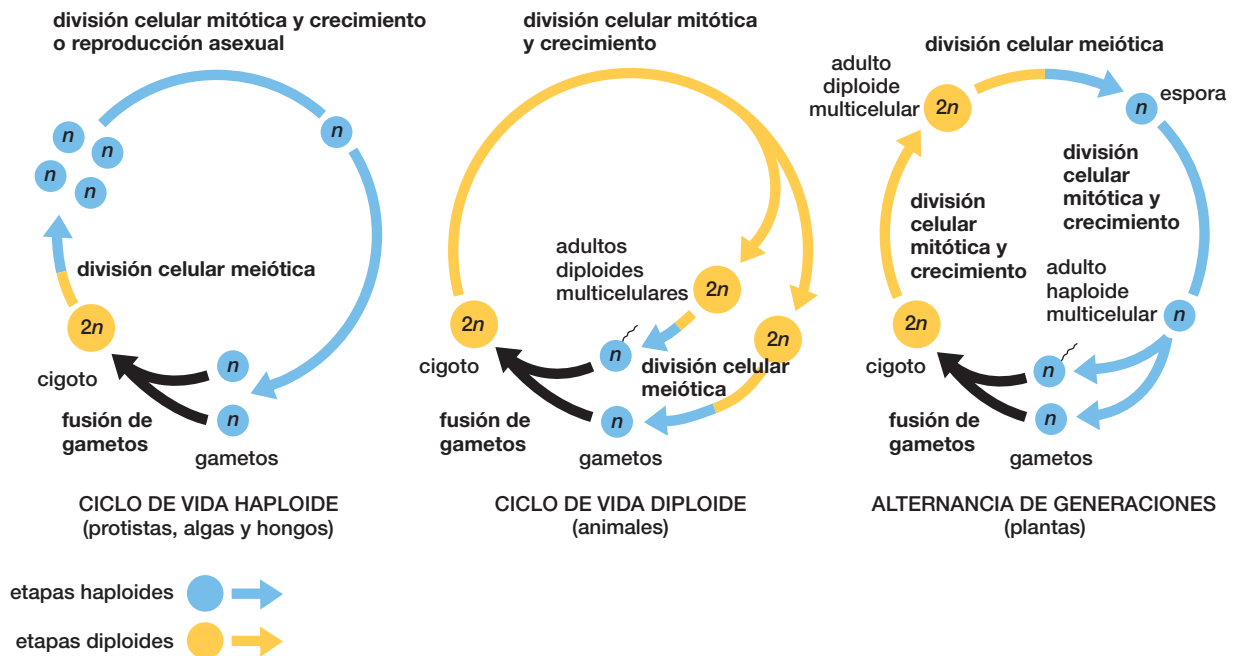 división celular mitótica y crecimiento
o reproducción asexual
n
n
n
n
n
n
división celular meiótica
2n
cigoto
n
n
fusión de
gametos
gametos
CICLO DE VIDA HAPLOIDE
(protistas, algas y hongos)
división celular mitótica
y crecimiento
adultos
diploides
multicelulares
2n
2n
2n
cigoto
n
división celular
meiótica
n
fusión de
gametos
gametos
CICLO DE VIDA DIPLOIDE
(animales)
división celular meiótica
adulto
diploide
multicelular
2n
n
espora
división
celular
mitótica y
crecimiento
división
celular
mitótica y
crecimiento
adulto
haploide
multicelular
n
2n
cigoto
n
n
fusión de
gametos
gametos
ALTERNANCIA DE GENERACIONES
(plantas)
etapas haploides
etapas diploides